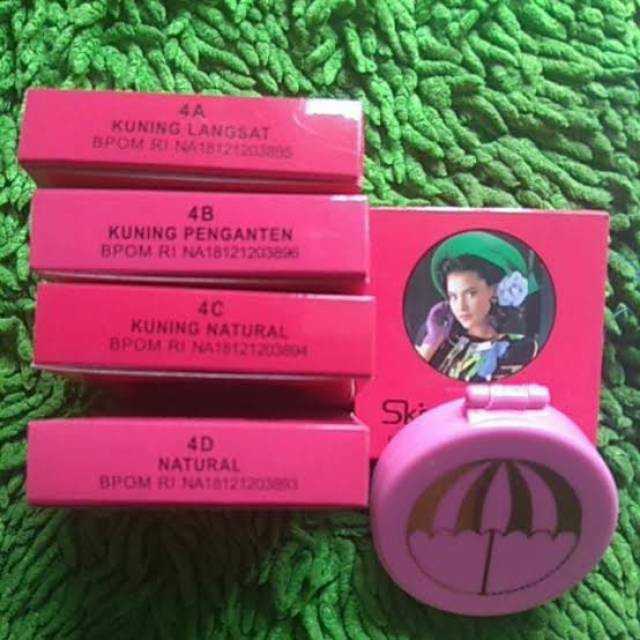 4A
KUNING LANGSAT
BPOM RI NA18121203895
4B
KUNING PENGANTEN
BPOM RI NA18121203896
4C
KUNING NATURAL
BPOM RI NA18121203894
4D
NATURAL
BPOM RI NA18121203893